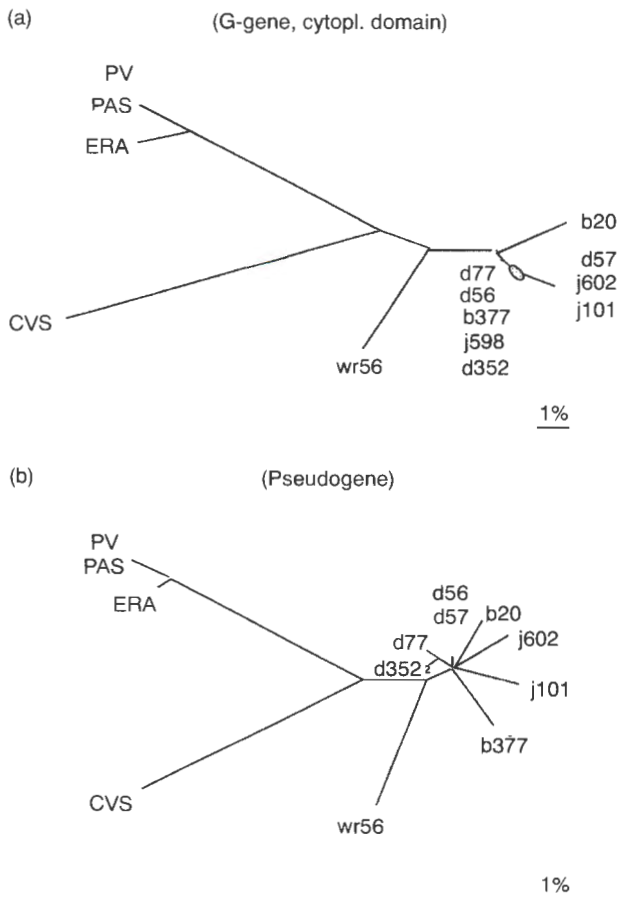 (a)
(G-gene, cytopl. domain)
PV
PAS
ERA
CVS
wr56
b20
d57
j602
j101
d77
d56
b377
j598
d352
1%
(b)
(Pseudogene)
PV
PAS
ERA
CVS
wr56
d56
d57
b20
d77
j602
d352
j101
b377
1%